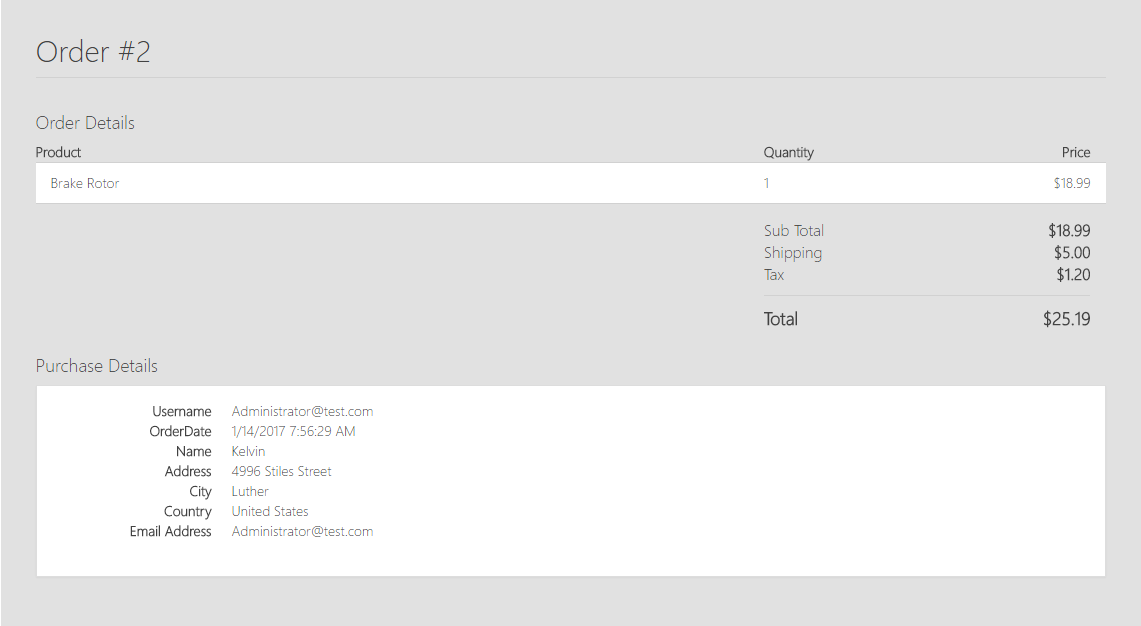 Order #2
Order Details
Product Quantity Price
Brake Rotor 1 $18.99
Sub Total $18.99
Shipping $5.00
Tax $1.20
Total $25.19
Purchase Details
Username Administrator@test.com
OrderDate 1/14/2017 7:56:29 AM
Name Kelvin
Address 4996 Stiles Street
City Luther
Country United States
Email Address Administrator@test.com